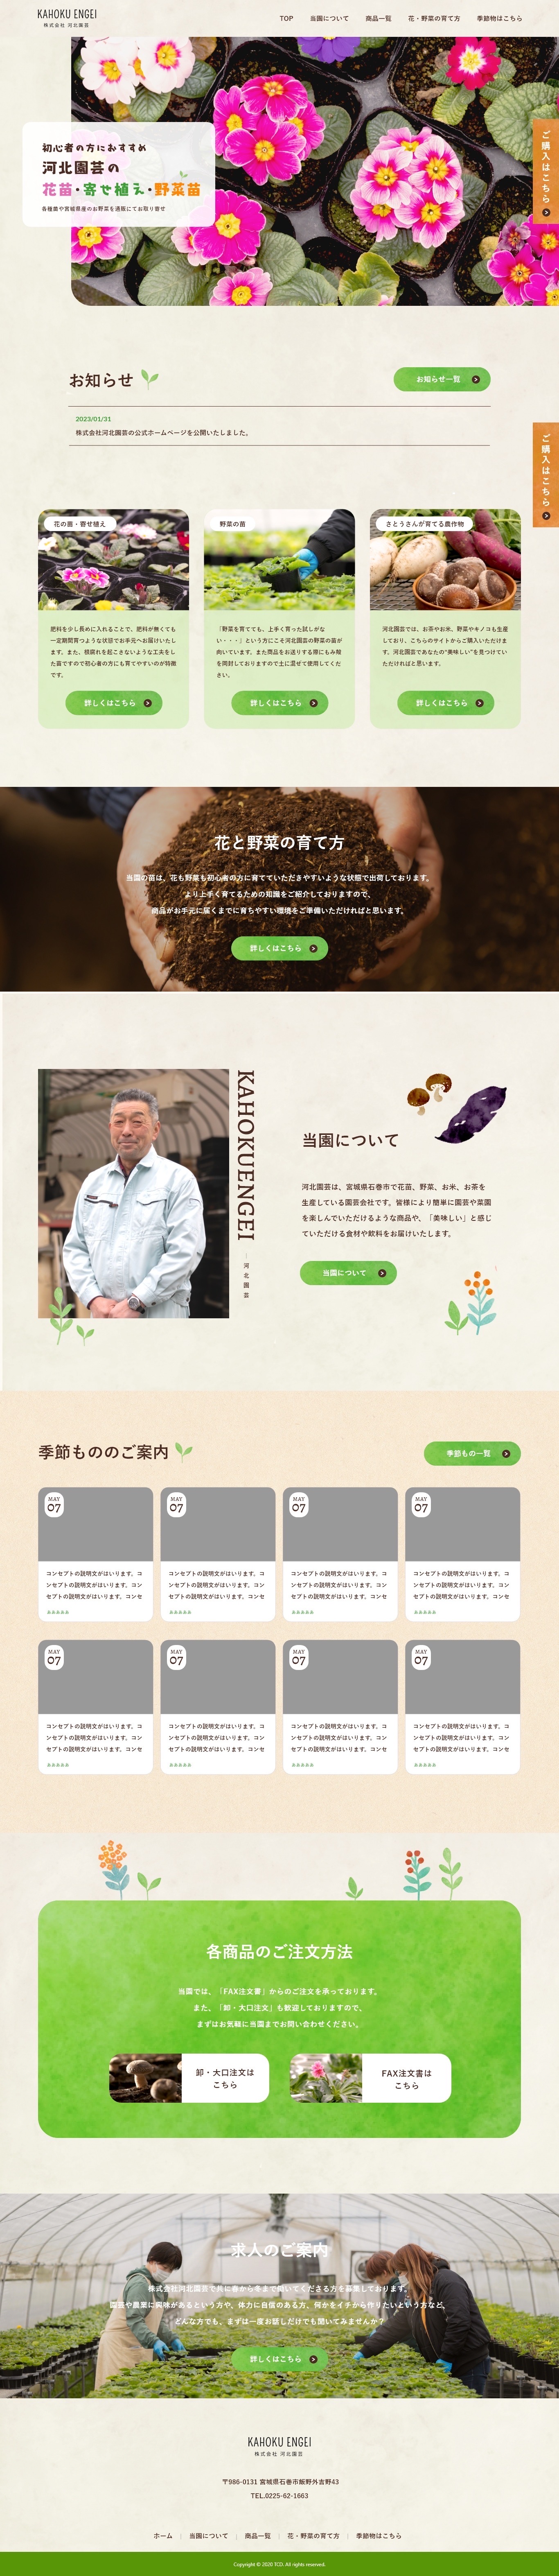 KAHOKU ENGEI
株式会社 河北園芸
TOP
当園について
商品一覧
花・野菜の育て方
季節物はこちら
初心者の方におすすめ
河北園芸の
花苗・寄せ植え・野菜苗
各種苗や宮城県産のお野菜を通販にてお取り寄せ
ご購入はこちら
お知らせ
お知らせ一覧
2023/01/31
株式会社河北園芸の公式ホームページを公開いたしました。
ご購入はこちら
花の苗・寄せ植え
肥料を少し長めに入れることで、肥料が無くても
一定期間育つような状態でお手元へお届けいたし
ます。また、根腐れを起こさないような工夫をし
た苗ですので初心者の方にも育てやすいのが特徴
です。
詳しくはこちら
野菜の苗
「野菜を育てても、上手く育った試しがな
い・・・・」という方にこそ河北園芸の野菜の苗が
向いています。また商品をお送りする際にもみ殻
を同封しておりますので土に混ぜて使用してくだ
さい。
詳しくはこちら
さとうさんが育てる農作物
河北園芸では、お茶やお米、野菜やキノコも生産
しており、こちらのサイトからご購入いただけま
す。河北園芸であなたの“美味しい”を見つけてい
ただければと思います。
詳しくはこちら
花と野菜の育て方
当園の苗は、花も野菜も初心者の方に育てていただきやすいような状態で出荷しております。
より上手く育てるための知識をご紹介しておりますので、
商品がお手元に届くまでに育ちやすい環境をご準備いただければと思います。
詳しくはこちら
KAHOKUENGEI
河北園芸
当園について
河北園芸は、宮城県石巻市で花苗、野菜、お米、お茶を
生産している園芸会社です。皆様により簡単に園芸や菜園
を楽しんでいただけるような商品や、「美味しい」と感じ
ていただける食材や飲料をお届けいたします。
当園について
季節もののご案内
季節もの一覧
MAY
07
コンセプトの説明文がはいります。コ
ンセプトの説明文がはいります。コン
セプトの説明文がはいります。コンセ
あああああ
MAY
07
コンセプトの説明文がはいります。コ
ンセプトの説明文がはいります。コン
セプトの説明文がはいります。コンセ
あああああ
MAY
07
コンセプトの説明文がはいります。コ
ンセプトの説明文がはいります。コン
セプトの説明文がはいります。コンセ
あああああ
MAY
07
コンセプトの説明文がはいります。コ
ンセプトの説明文がはいります。コン
セプトの説明文がはいります。コンセ
あああああ
MAY
07
コンセプトの説明文がはいります。コ
ンセプトの説明文がはいります。コン
セプトの説明文がはいります。コンセ
あああああ
MAY
07
コンセプトの説明文がはいります。コ
ンセプトの説明文がはいります。コン
セプトの説明文がはいります。コンセ
あああああ
MAY
07
コンセプトの説明文がはいります。コ
ンセプトの説明文がはいります。コン
セプトの説明文がはいります。コンセ
あああああ
MAY
07
コンセプトの説明文がはいります。コ
ンセプトの説明文がはいります。コン
セプトの説明文がはいります。コンセ
あああああ
各商品のご注文方法
当園では、「FAX注文書」からのご注文を承っております。
また、「卸・大口注文」も歓迎しておりますので、
まずはお気軽に当園までお問い合わせください。
卸・大口注文は
こちら
FAX注文書は
こちら
求人のご案内
株式会社河北園芸で共に春から冬まで働いてくださる方を募集しております。
園芸や農業に興味があるという方や、体力に自信のある方、何かをイチから作りたいという方など、
どんな方でも、まずは一度お話しだけでも聞いてみませんか？
詳しくはこちら
KAHOKU ENGEI
株式会社 河北園芸
〒986-0131 宮城県石巻市飯野外吉野43
TEL.0225-62-1663
ホーム
当園について
商品一覧
花・野菜の育て方
季節物はこちら
Copyright © 2020 TCD. All rights reserved.